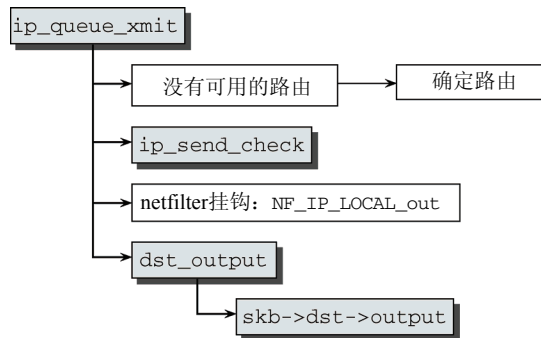 ip_queue_xmit
没有可用的路由
确定路由
ip_send_check
netfilter挂钩：NF_IP_LOCAL_out
dst_output
skb->dst->output